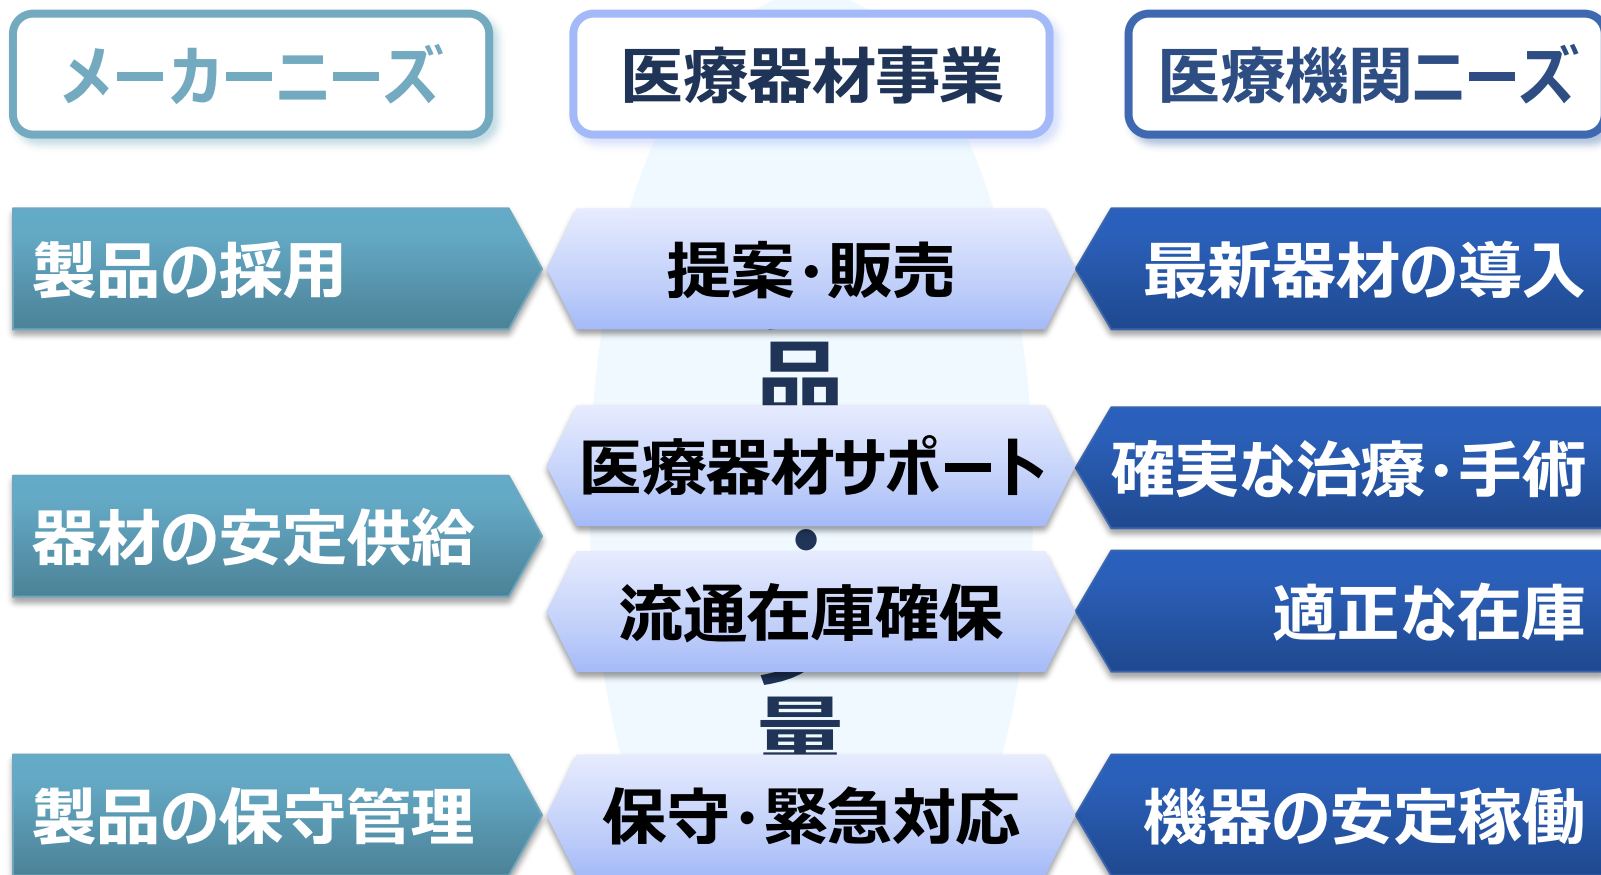 メーカーニーズ
医療器材事業
医療機関ニーズ
製品の採用
提案・販売
最新器材の導入
品
医療器材サポート
確実な治療・手術
器材の安定供給
・
流通在庫確保
適正な在庫
量
製品の保守管理
保守・緊急対応
機器の安定稼働